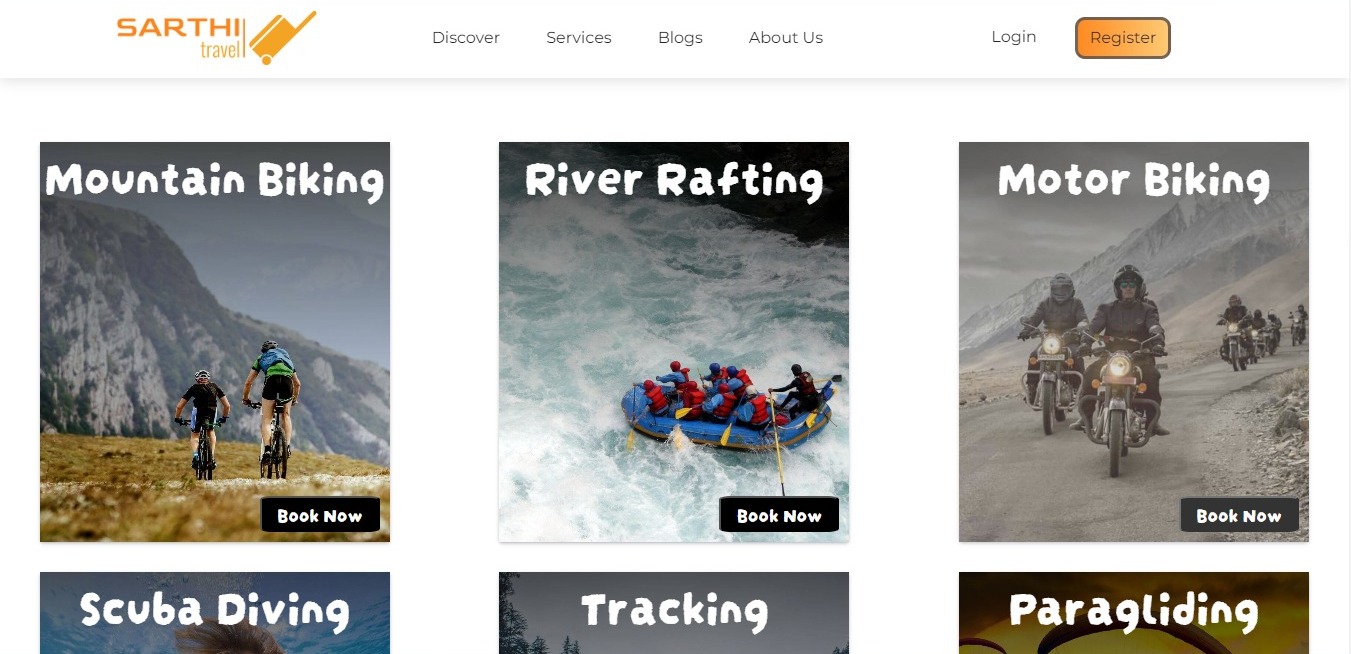 SARTHI
travel
Discover
Services
Blogs
About Us
Login
Register
Mountain Biking
River Rafting
Motor Biking
Book Now
Book Now
Book Now
Scuba Diving
Tracking
Paragliding